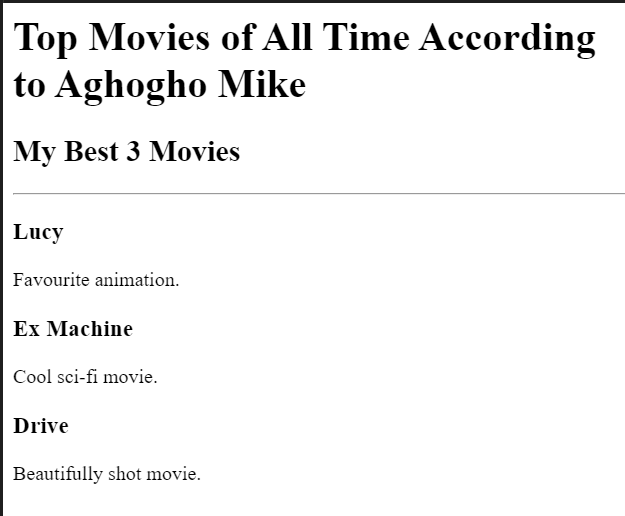 Top Movies of All Time According
to Aghogho Mike
My Best 3 Movies
Lucy
Favourite animation.
Ex Machine
Cool sci-fi movie.
Drive
Beautifully shot movie.